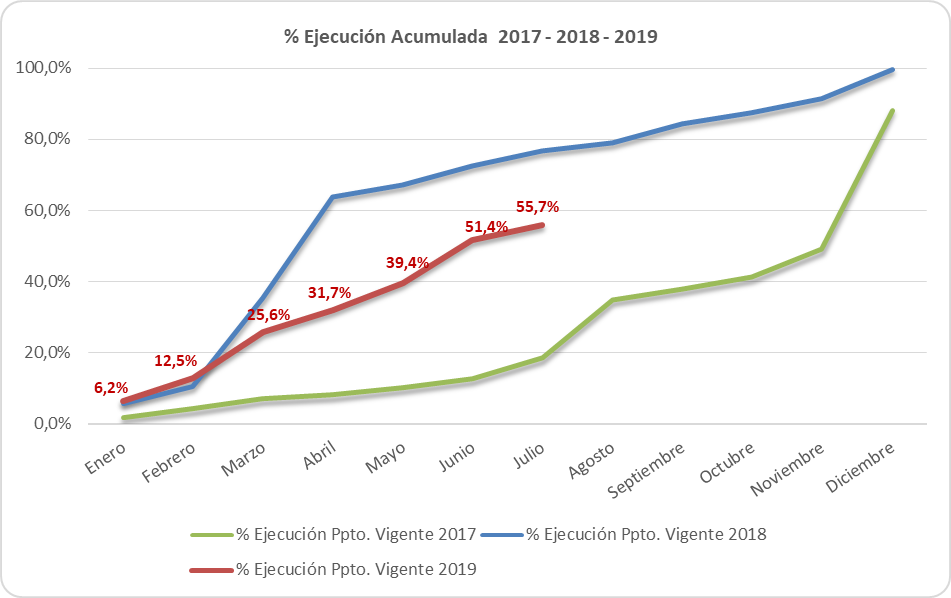 % Ejecución Acumulada 2017 - 2018 - 2019
100,0%
80,0%
60,0%
40,0%
20,0%
0,0%
6,2%
12,5%
25,6%
31,7%
39,4%
51,4%
55,7%
Enero
Febrero
Marzo
Abril
Mayo
Junio
Julio
Agosto
Septiembre
Octubre
Noviembre
Diciembre
% Ejecución Ppto. Vigente 2017
% Ejecución Ppto. Vigente 2018
% Ejecución Ppto. Vigente 2019